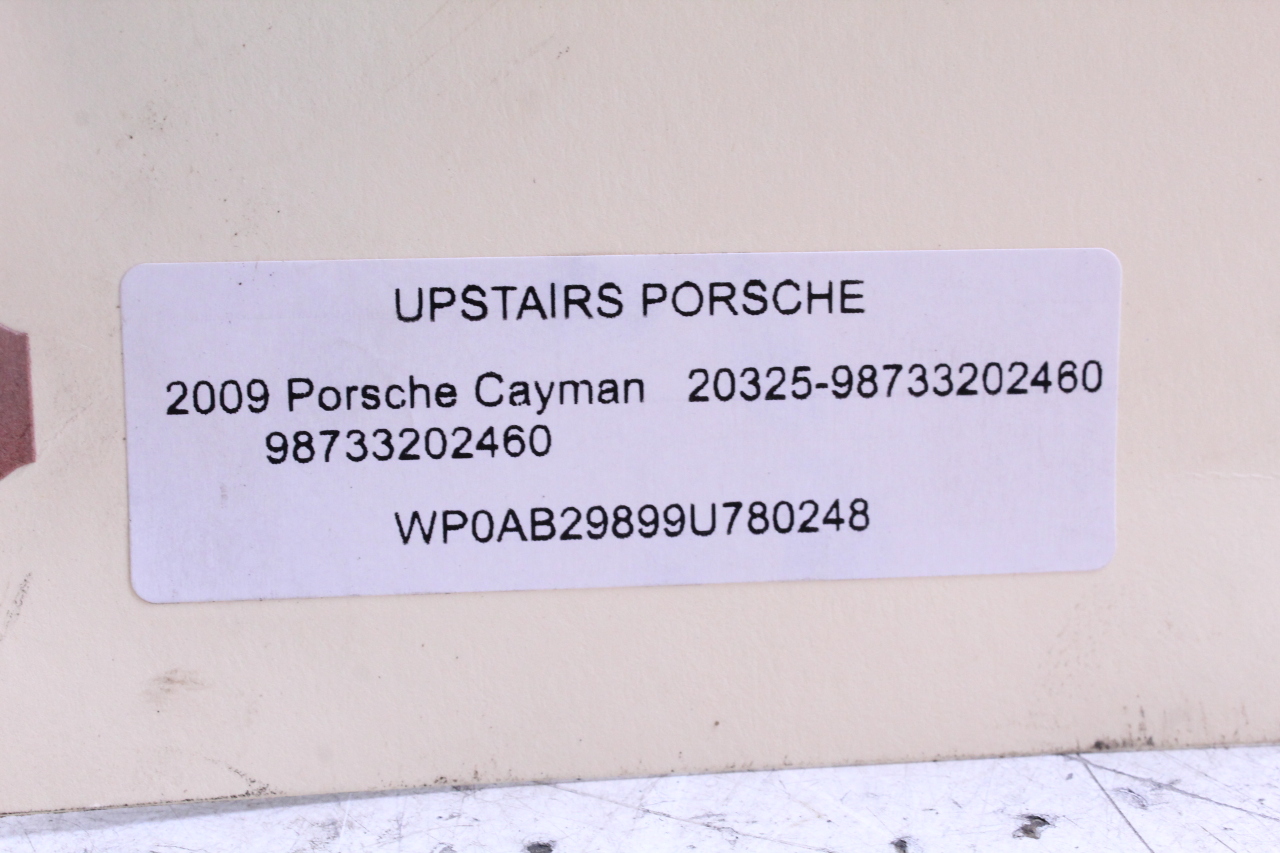 UPSTAIRS PORSCHE
2009 Porsche Cayman 20325-98733202460
98733202460
WP0AB29899U780248